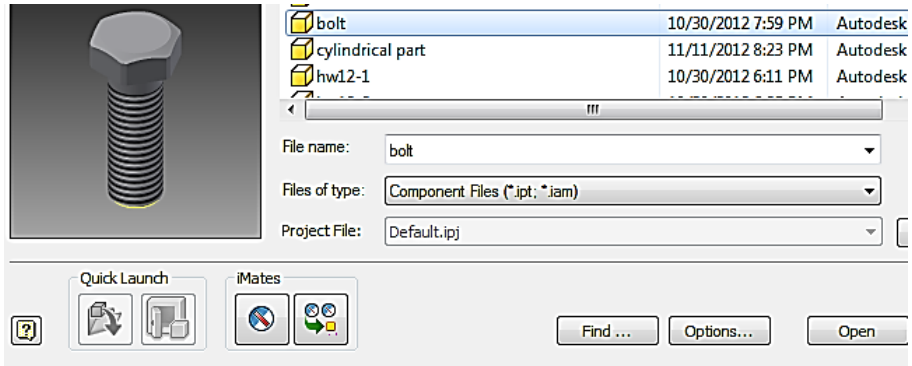 bolt 10/30/2012 7:59 PM Autodesk
cylindrical part 11/11/2012 8:23 PM Autodesk
hw12-1 10/30/2012 6:11 PM Autodesk
File name: bolt
Files of type: Component Files (*.ipt; *.iam)
Project File: Default.ipj
Quick Launch iMates
Find ... Options... Open